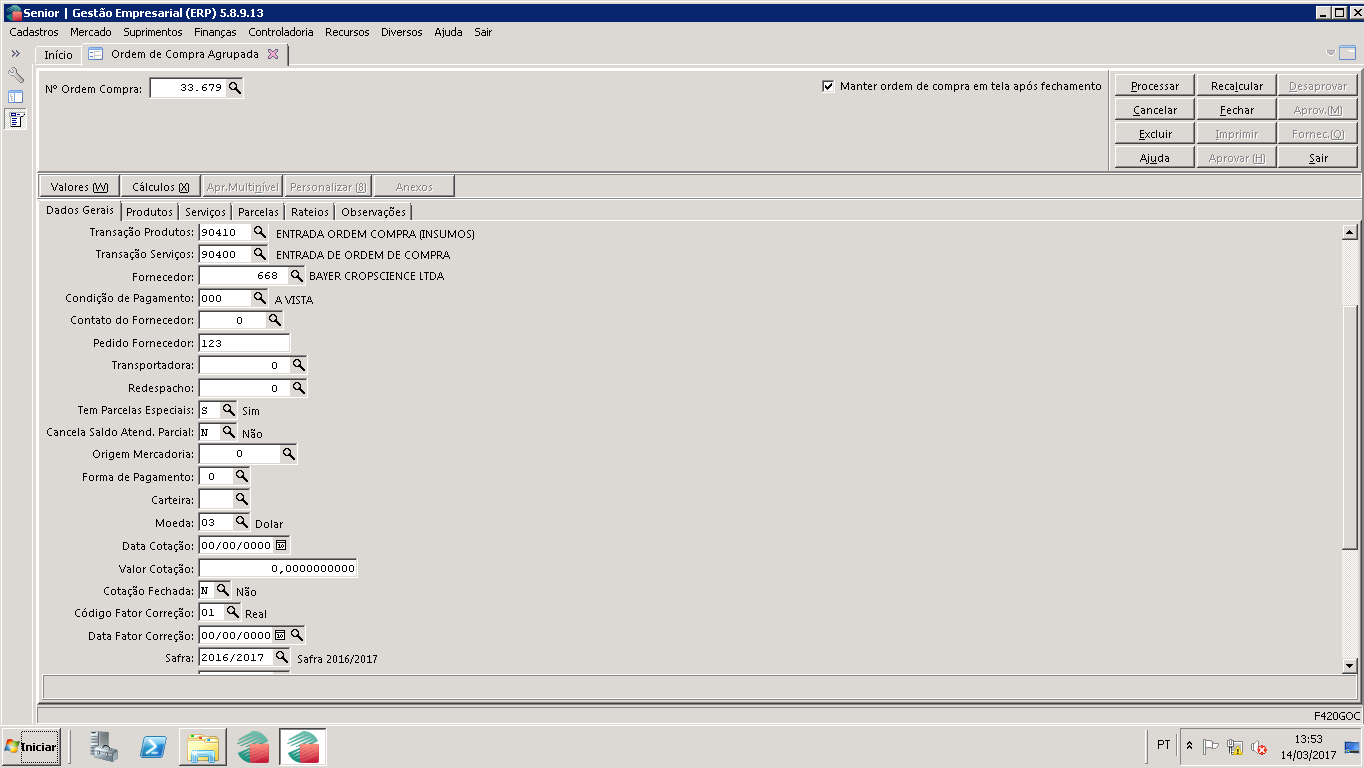 Senior | Gestão Empresarial (ERP) 5.8.9.13
Cadastros Mercado Suprimentos Finanças Controladoria Recursos Diversos Ajuda Sair
Início Ordem de Compra Agrupada
Nº Ordem Compra: 33.679 Manter ordem de compra em tela após fechamento
Processar Recalcular Desaprovar
Cancelar Fechar Aprov.(M)
Excluir Imprimir Fornec.(Q)
Ajuda Aprovar (H) Sair
Valores (W) Cálculos (X) Apr.Multinível Personalizar (8) Anexos
Dados Gerais Produtos Serviços Parcelas Rateios Observações
Transação Produtos: 90410 ENTRADA ORDEM COMPRA (INSUMOS)
Transação Serviços: 90400 ENTRADA DE ORDEM DE COMPRA
Fornecedor: 668 BAYER CROPSCIENCE LTDA
Condição de Pagamento: 000 A VISTA
Contato do Fornecedor: 0
Pedido Fornecedor: 123
Transportadora: 0
Redespacho: 0
Tem Parcelas Especiais: S Sim
Cancela Saldo Atend. Parcial: N Não
Origem Mercadoria: 0
Forma de Pagamento: 0
Carteira:
Moeda: 03 Dolar
Data Cotação: 00/00/0000
Valor Cotação: 0,0000000000
Cotação Fechada: N Não
Código Fator Correção: 01 Real
Data Fator Correção: 00/00/0000
Safra: 2016/2017 Safra 2016/2017
F420GOC
Iniciar PT 13:53
14/03/2017